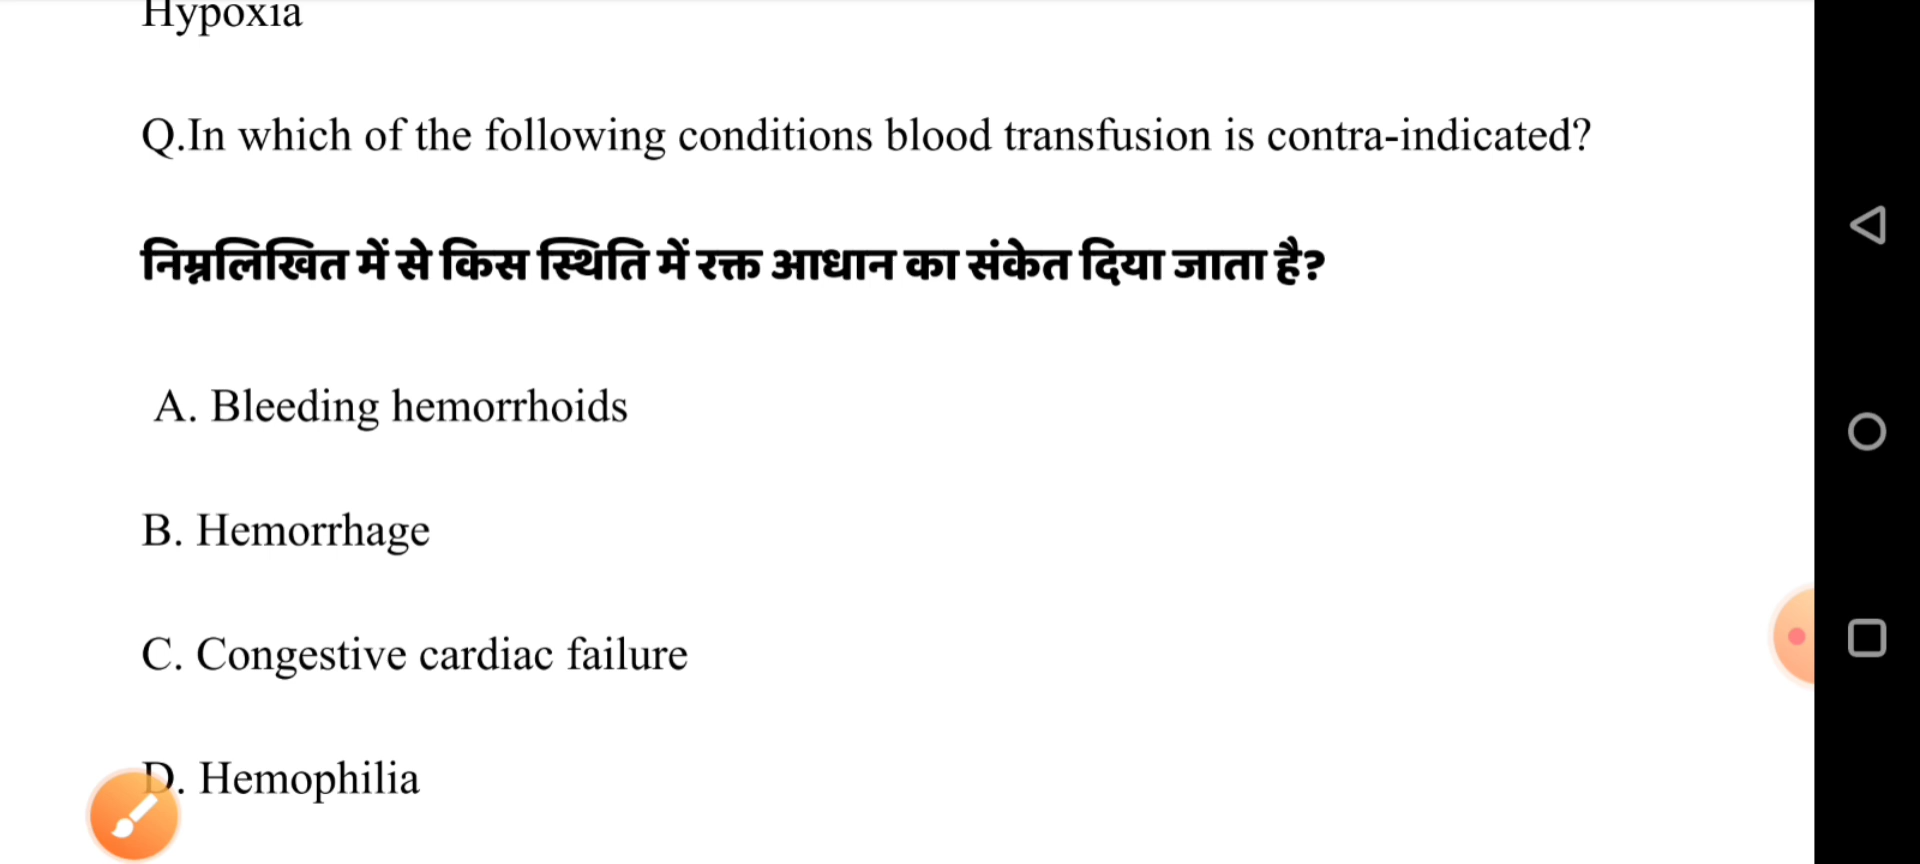 Hypoxia
Q.In which of the following conditions blood transfusion is contra-indicated?
निम्नलिखित में से किस स्थिति में रक्त आधान का संकेत दिया जाता है?
A. Bleeding hemorrhoids
B. Hemorrhage
C. Congestive cardiac failure
D. Hemophilia